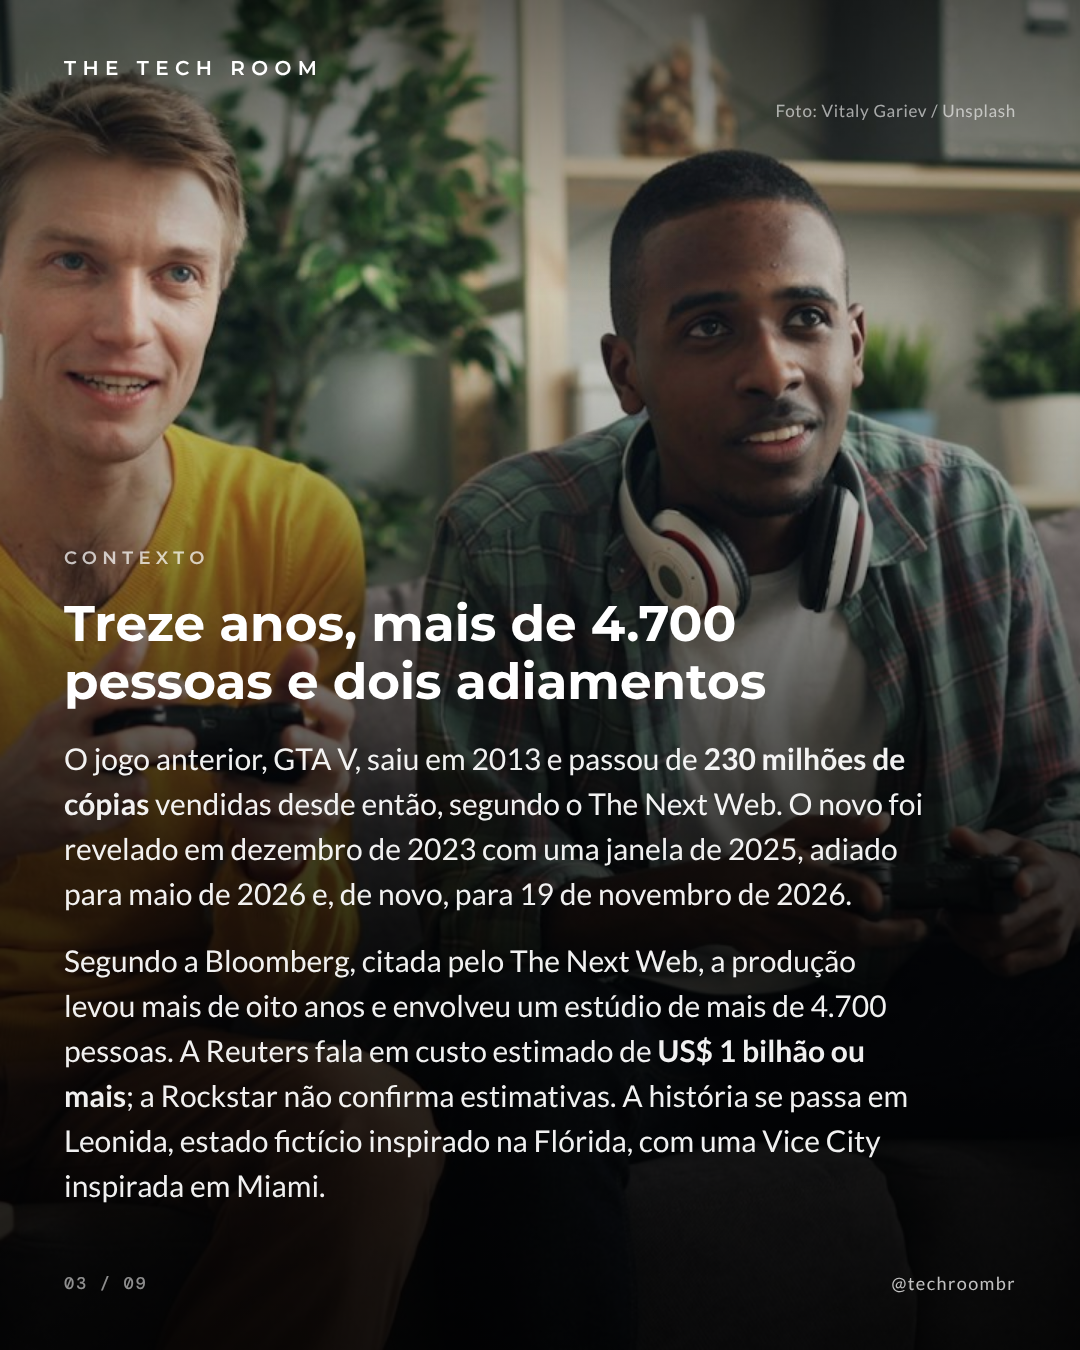 THE TECH ROOM
Foto: Vitaly Gariev / Unsplash
CONTEXTO
Treze anos, mais de 4.700
pessoas e dois adiamentos
O jogo anterior, GTA V, saiu em 2013 e passou de 230 milhões de
cópias vendidas desde então, segundo o The Next Web. O novo foi
revelado em dezembro de 2023 com uma janela de 2025, adiado
para maio de 2026 e, de novo, para 19 de novembro de 2026.
Segundo a Bloomberg, citada pelo The Next Web, a produção
levou mais de oito anos e envolveu um estúdio de mais de 4.700
pessoas. A Reuters fala em custo estimado de US$ 1 bilhão ou
mais; a Rockstar não confirma estimativas. A história se passa em
Leonida, estado fictício inspirado na Flórida, com uma Vice City
inspirada em Miami.
03 / 09
@techroombr